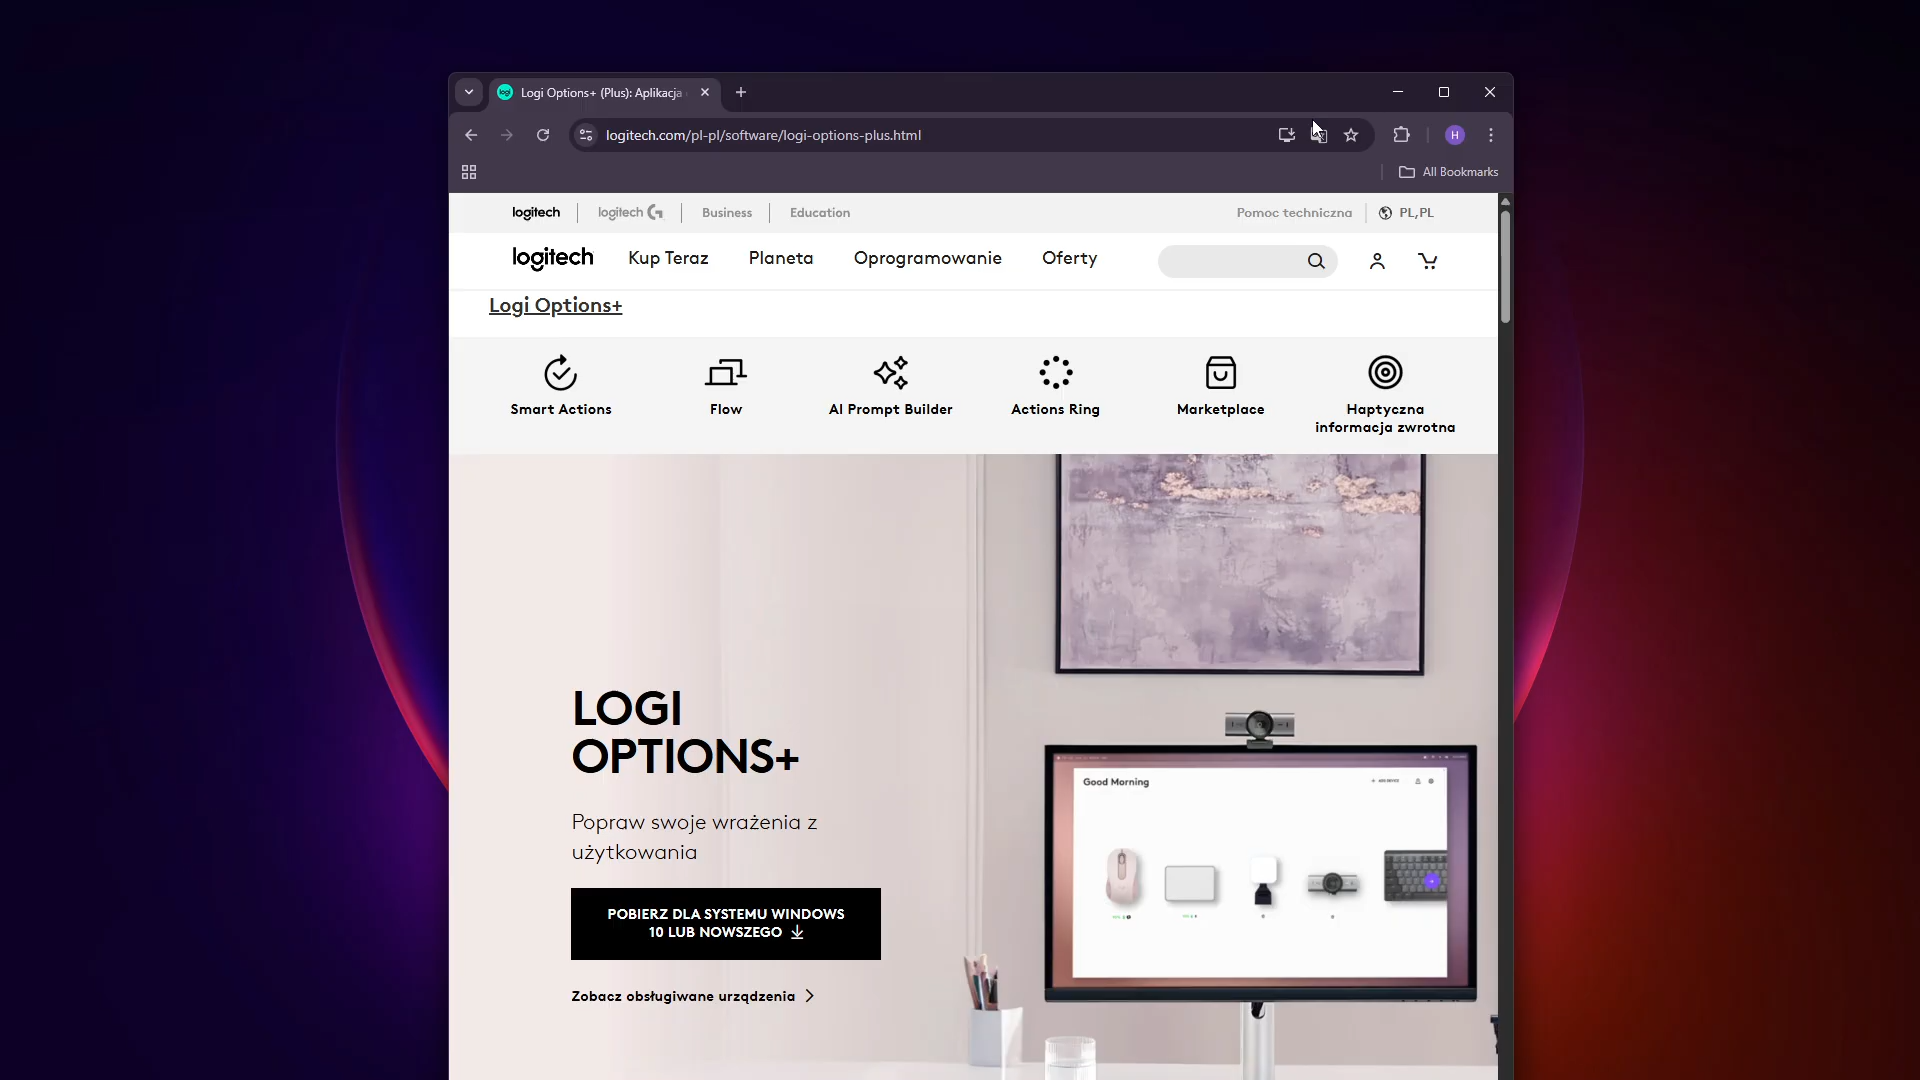 Logi Options+ (Plus): Aplikacja
logitech.com/pl-pl/software/logi-options-plus.html
H
All Bookmarks
logitech
logitech G
Business
Education
Pomoc techniczna
PL,PL
logitech
Kup Teraz
Planeta
Oprogramowanie
Oferty
Logi Options+
Smart Actions
Flow
AI Prompt Builder
Actions Ring
Marketplace
Haptyczna
informacja zwrotna
LOGI
OPTIONS+
Popraw swoje wrażenia z
użytkowania
POBIERZ DLA SYSTEMU WINDOWS
10 LUB NOWSZEGO
Zobacz obsługiwane urządzenia
Good Morning